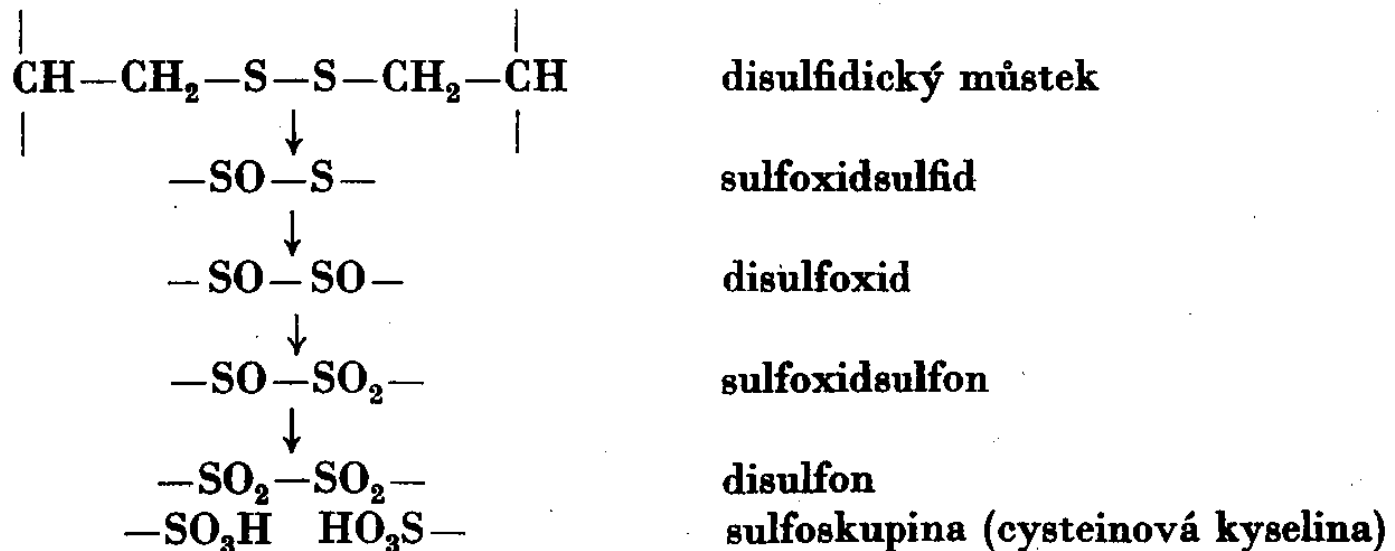 CH—CH₂—S—S—CH₂—CH disulfidický můstek
—SO—S— sulfoxidsulfid
—SO—SO— disulfoxid
—SO—SO₂— sulfoxidsulfon
—SO₂—SO₂— disulfon
—SO₃H HO₃S— sulfoskupina (cysteinová kyselina)